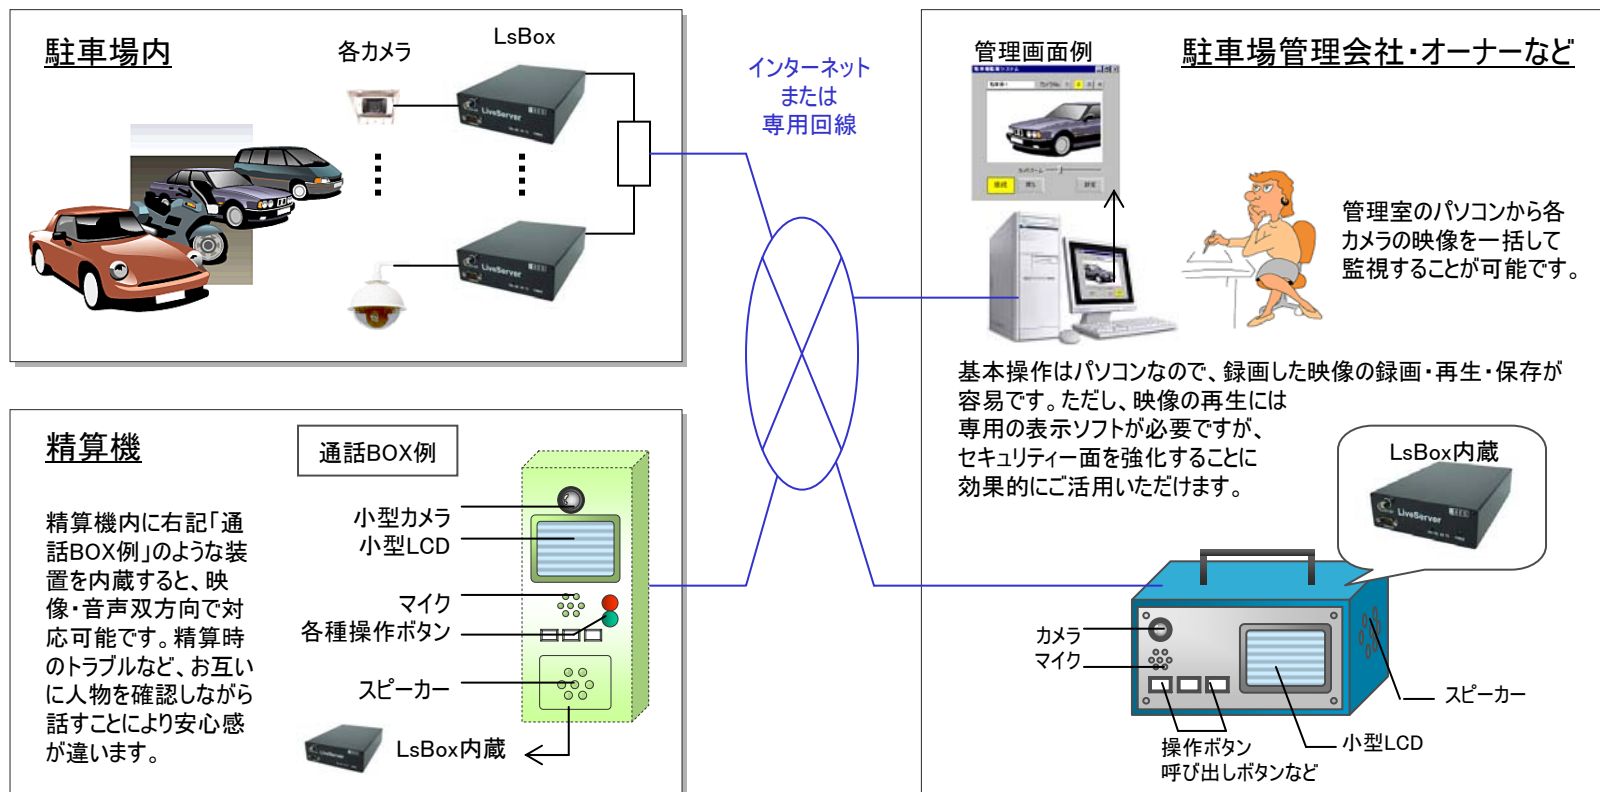 駐車場内
各カメラ
LsBox
LiveServer
LiveServer
インターネット
または
専用回線
管理画面例
駐車場管理会社・オーナーなど
接続
管理室のパソコンから各
カメラの映像を一括して
監視することが可能です。
基本操作はパソコンなので、録画した映像の録画・再生・保存が
容易です。ただし、映像の再生には
専用の表示ソフトが必要ですが、
セキュリティー面を強化することに
効果的にご活用いただけます。
LsBox内蔵
LiveServer
精算機
通話BOX例
精算機内に右記「通
話BOX例」のような装
置を内蔵すると、映
像・音声双方向で対
応可能です。精算時
のトラブルなど、お互い
に人物を確認しながら
話すことにより安心感
が違います。
小型カメラ
小型LCD
マイク
各種操作ボタン
スピーカー
LsBox内蔵
カメラ
マイク
スピーカー
小型LCD
操作ボタン
呼び出しボタンなど